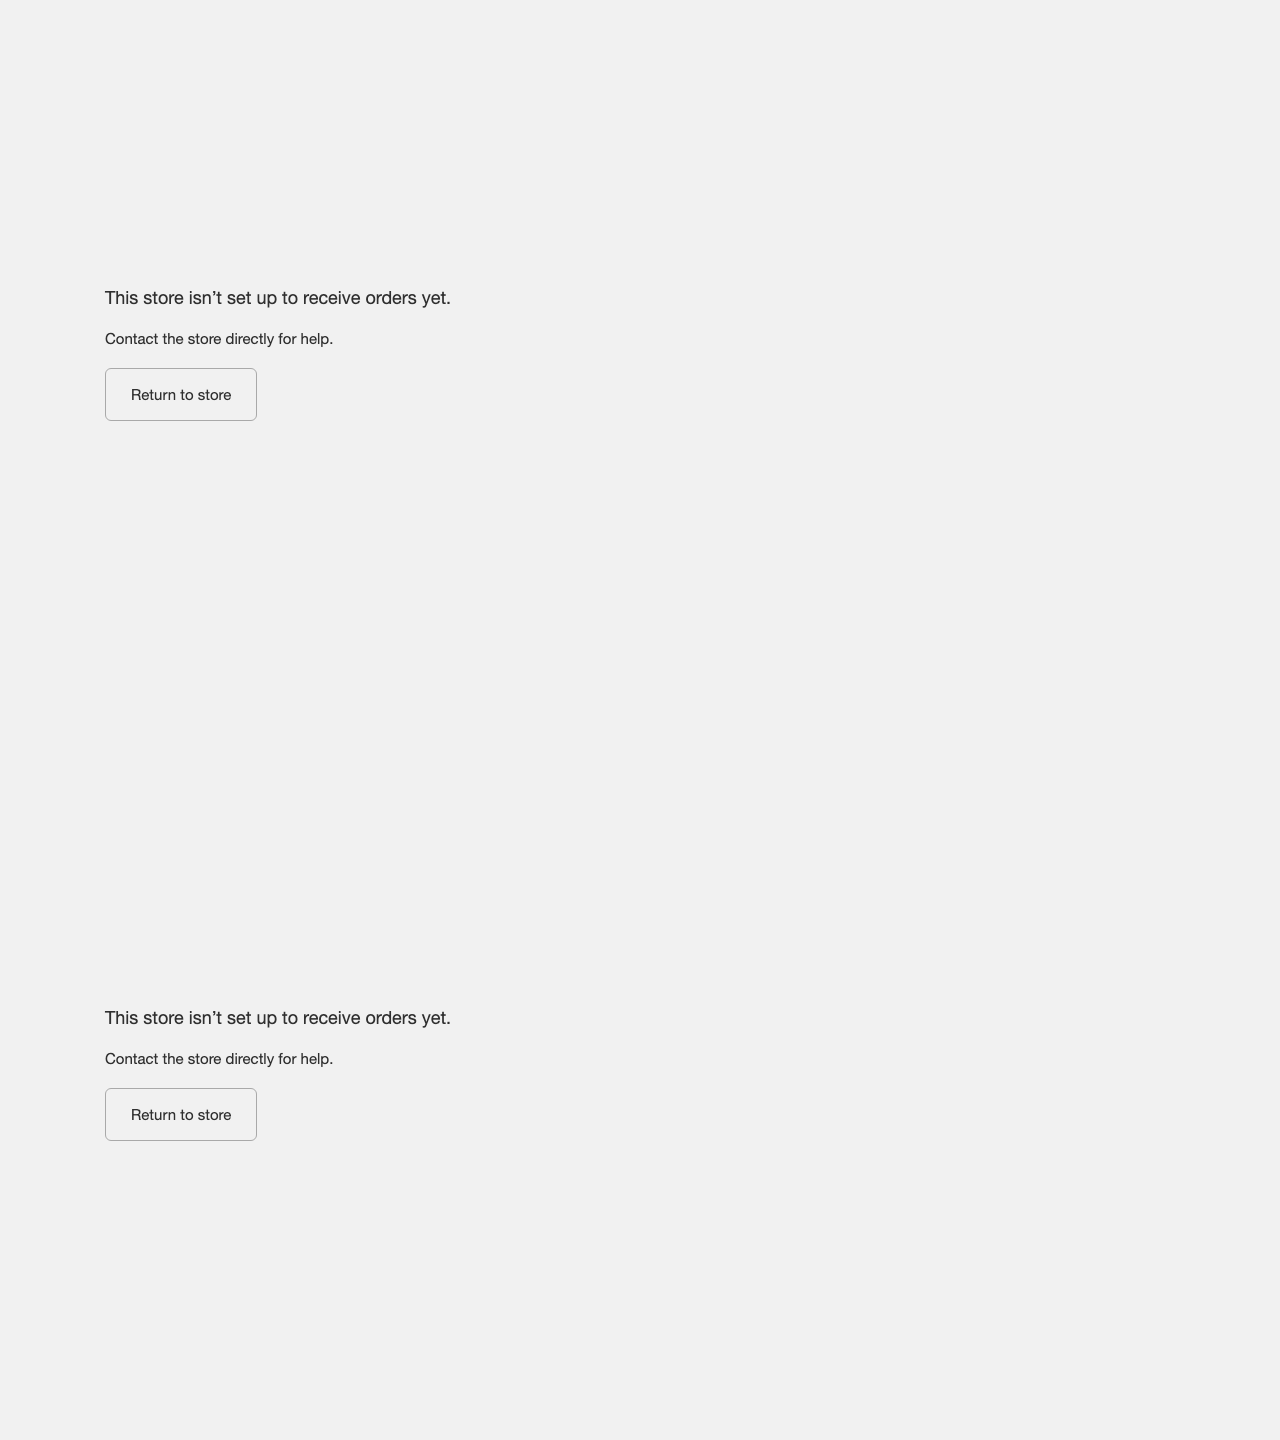 This store isn’t set up to receive orders yet.
Contact the store directly for help.
Return to store
This store isn’t set up to receive orders yet.
Contact the store directly for help.
Return to store